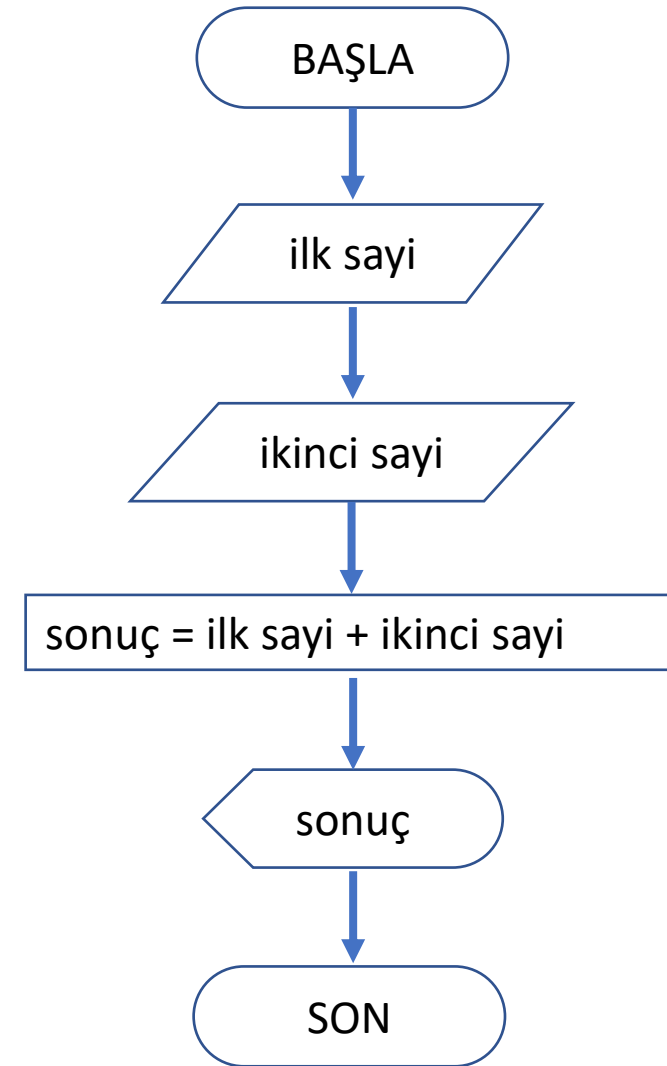 BAŞLA
ilk sayi
ikinci sayi
sonuç = ilk sayi + ikinci sayi
sonuç
SON